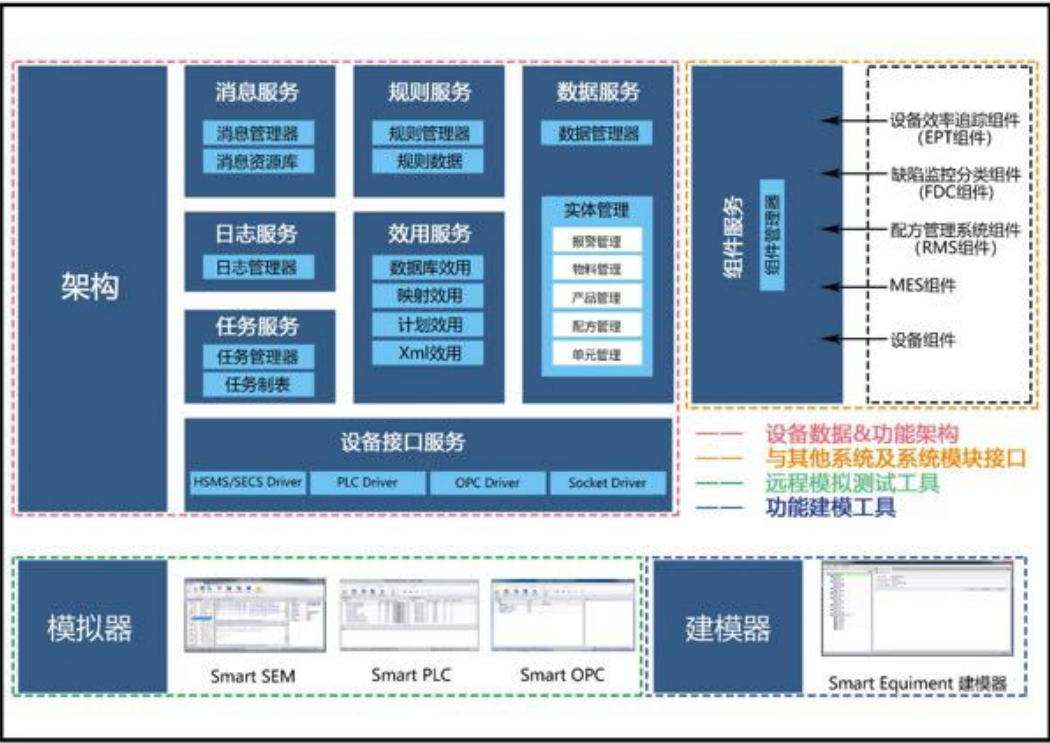 架构
消息服务
消息管理器
消息资源库
规则服务
规则管理器
规则数据
数据服务
数据管理器
实体管理
报警管理
物料管理
产品管理
配方管理
单元管理
日志服务
日志管理器
效用服务
数据库效用
映射效用
计划效用
Xml效用
任务服务
任务管理器
任务制表
设备接口服务
HSMS/SECS Driver
PLC Driver
OPC Driver
Socket Driver
组件服务
组件管理器
设备效率追踪组件
(EPT组件)
缺陷监控分类组件
(FDC组件)
配方管理系统组件
(RMS组件)
MES组件
设备组件
设备数据&功能架构
与其他系统及系统模块接口
远程模拟测试工具
功能建模工具
模拟器
Smart SEM
Smart PLC
Smart OPC
建模器
Smart Equiment 建模器